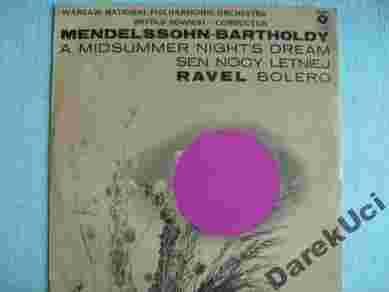 WARSAW NATIONAL PHILHARMONIC ORCHESTRA
WITOLD ROWICKI - CONDUCTOR
MENDELSSOHN-BARTHOLDY
A MIDSUMMER NIGHT'S DREAM
SEN NOCY LETNIEJ
RAVEL BOLERO
DarekUci